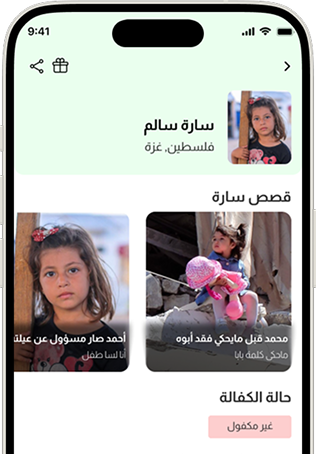 9:41
سارة سالم
فلسطين, غزة
قصص سارة
محمد قبل مايحكي فقد أبوه
ماحكى كلمة بابا
أحمد صار مسؤول عن عيلته
أنا لسا طفل
حالة الكفالة
غير مكفول